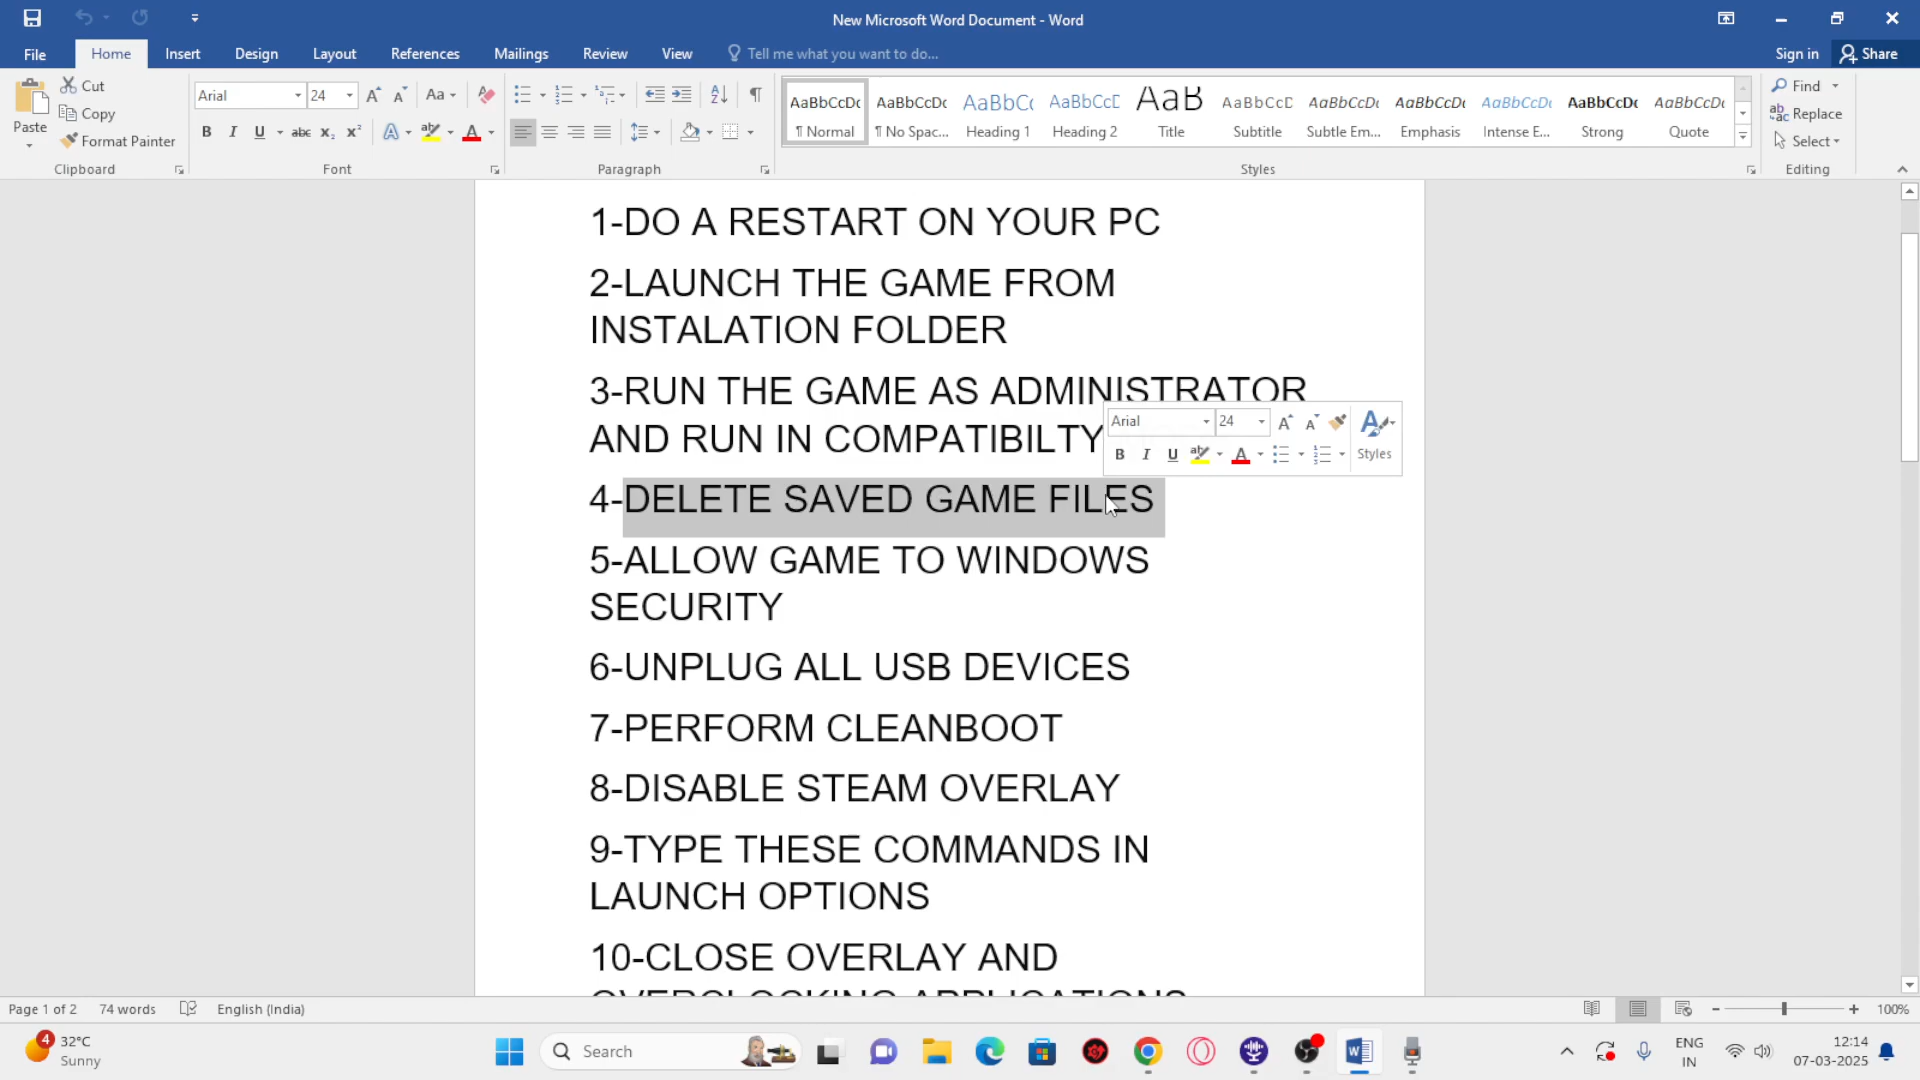 New Microsoft Word Document - Word
File Home Insert Design Layout References Mailings Review View Tell me what you want to do... Sign in Share
Paste Cut Copy Format Painter Clipboard
Arial 24 Aa Font
Paragraph
AaBbCcDc AaBbCcDc AaBbCc AaBbCcD AaB AaBbCcD AaBbCcDc AaBbCcDc AaBbCcDc AaBbCcDc AaBbCcDc
¶ Normal ¶ No Spac... Heading 1 Heading 2 Title Subtitle Subtle Em... Emphasis Intense E... Strong Quote
Styles
Find Replace Select Editing
1-DO A RESTART ON YOUR PC
2-LAUNCH THE GAME FROM
INSTALATION FOLDER
3-RUN THE GAME AS ADMINISTRATOR
AND RUN IN COMPATIBILTY
Arial 24
B I U Styles
4-DELETE SAVED GAME FILES
5-ALLOW GAME TO WINDOWS
SECURITY
6-UNPLUG ALL USB DEVICES
7-PERFORM CLEANBOOT
8-DISABLE STEAM OVERLAY
9-TYPE THESE COMMANDS IN
LAUNCH OPTIONS
10-CLOSE OVERLAY AND
OVERCLOCKING APPLICATIONS
Page 1 of 2 74 words English (India) 100%
4 32°C
Sunny
Search
ENG
IN
12:14
07-03-2025